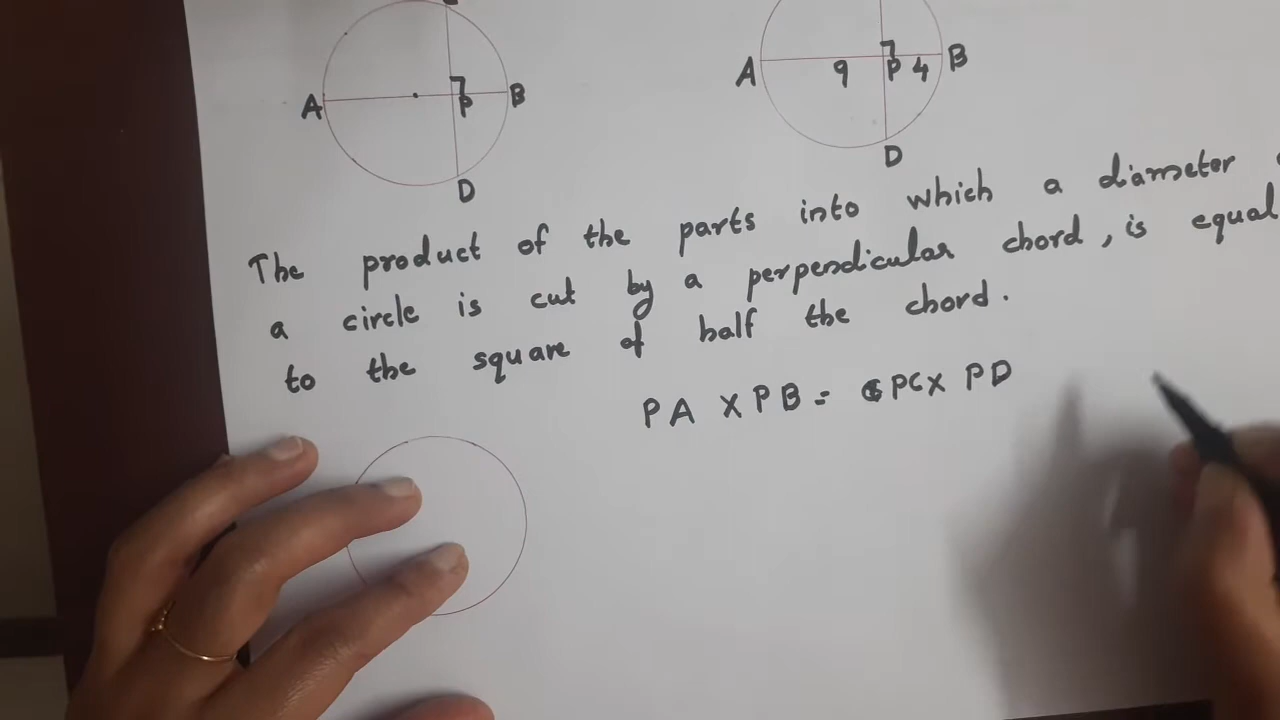 A P B D
A 9 P 4 B D
The product of the parts into which a diameter
a circle is cut by a perpendicular chord, is equal
to the square of half the chord.
PA X PB = PC X PD